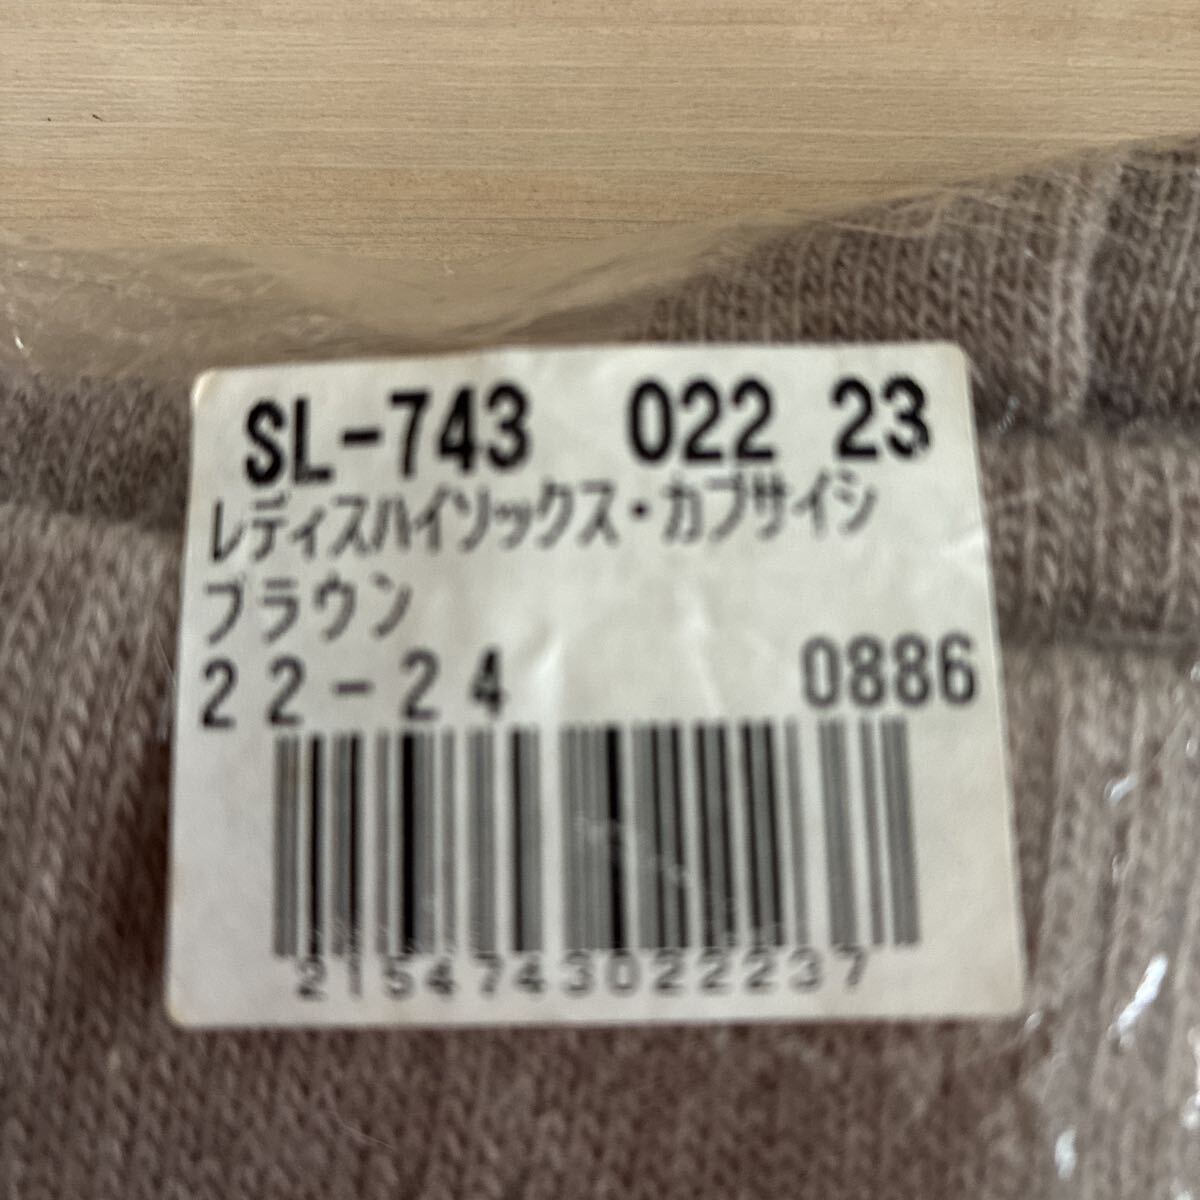 SL-743 022 23
レディスハイソックス・カプサイシ
ブラウン
22-24 0886
2154743022237